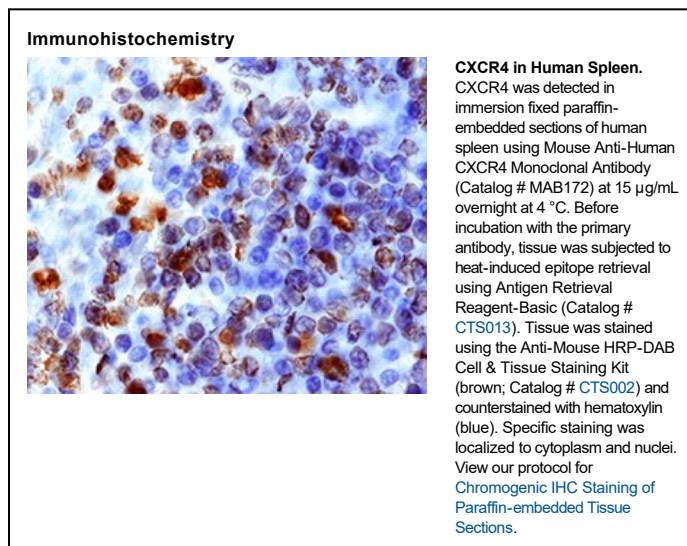 Immunohistochemistry
CXCR4 in Human Spleen.
CXCR4 was detected in
immersion fixed paraffin-
embedded sections of human
spleen using Mouse Anti-Human
CXCR4 Monoclonal Antibody
(Catalog # MAB172) at 15 µg/mL
overnight at 4 °C. Before
incubation with the primary
antibody, tissue was subjected to
heat-induced epitope retrieval
using Antigen Retrieval
Reagent-Basic (Catalog #
CTS013). Tissue was stained
using the Anti-Mouse HRP-DAB
Cell & Tissue Staining Kit
(brown; Catalog # CTS002) and
counterstained with hematoxylin
(blue). Specific staining was
localized to cytoplasm and nuclei.
View our protocol for
Chromogenic IHC Staining of
Paraffin-embedded Tissue
Sections.